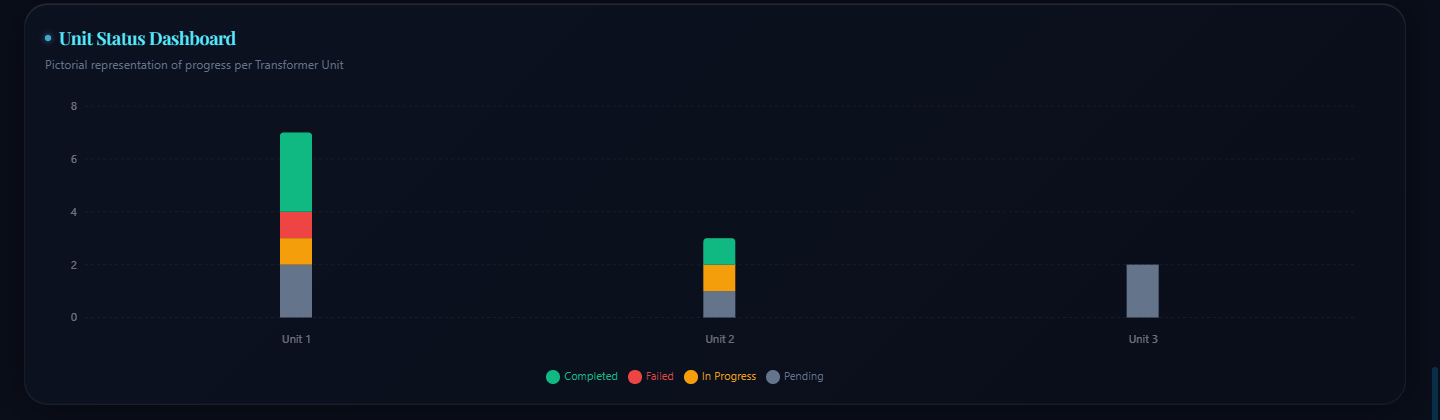 Unit Status Dashboard
Pictorial representation of progress per Transformer Unit
8
6
4
2
0
Unit 1 Unit 2 Unit 3
Completed Failed In Progress Pending